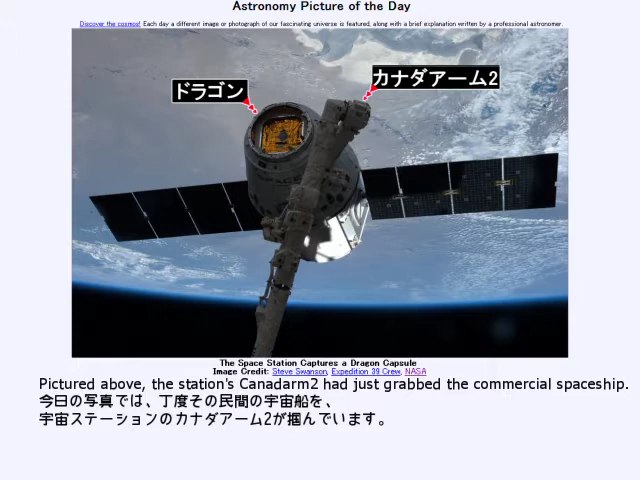 Astronomy Picture of the Day
Discover the cosmos! Each day a different image or photograph of our fascinating universe is featured, along with a brief explanation written by a professional astronomer.
ドラゴン
カナダアーム2
The Space Station Captures a Dragon Capsule
Image Credit: Steve Swanson, Expedition 39 Crew, NASA
Pictured above, the station's Canadarm2 had just grabbed the commercial spaceship.
今日の写真では、丁度その民間の宇宙船を、
宇宙ステーションのカナダアーム2が掴んでいます。